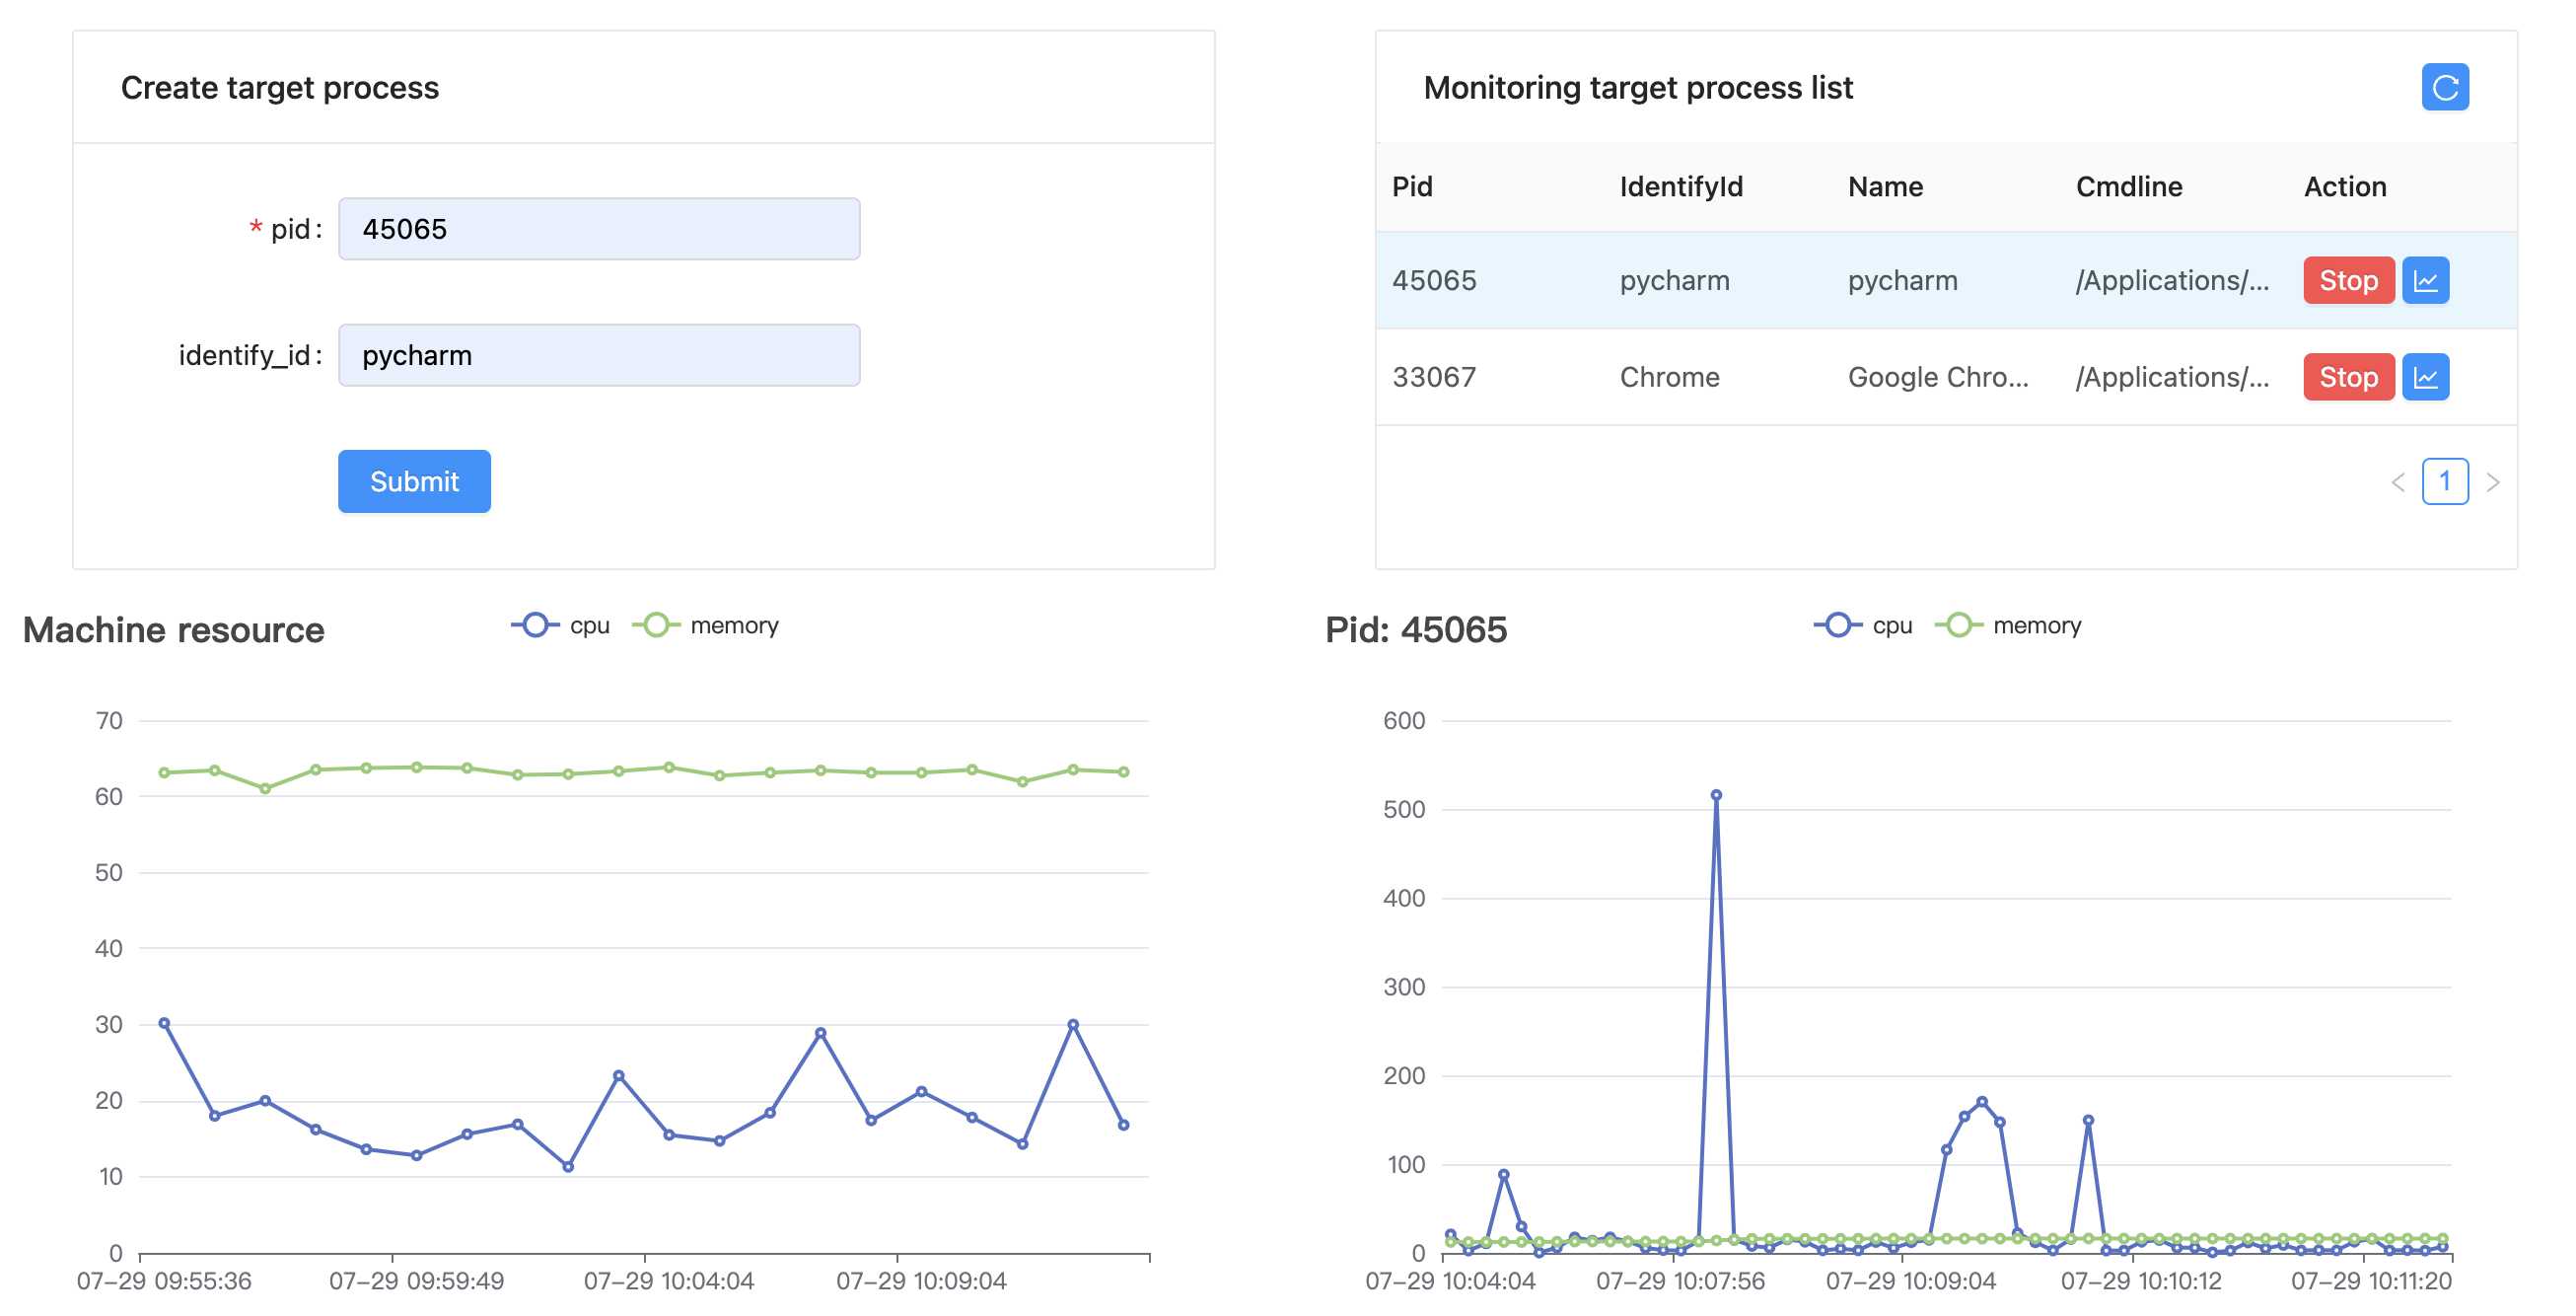 Create target process
* pid: 45065
identify_id: pycharm
Submit
Monitoring target process list
Pid IdentifyId Name Cmdline Action
45065 pycharm pycharm /Applications/... Stop
33067 Chrome Google Chro... /Applications/... Stop
< 1 >
Machine resource
cpu memory
70
60
50
40
30
20
10
0
07-29 09:55:36 07-29 09:59:49 07-29 10:04:04 07-29 10:09:04
Pid: 45065
cpu memory
600
500
400
300
200
100
0
07-29 10:04:04 07-29 10:07:56 07-29 10:09:04 07-29 10:10:12 07-29 10:11:20